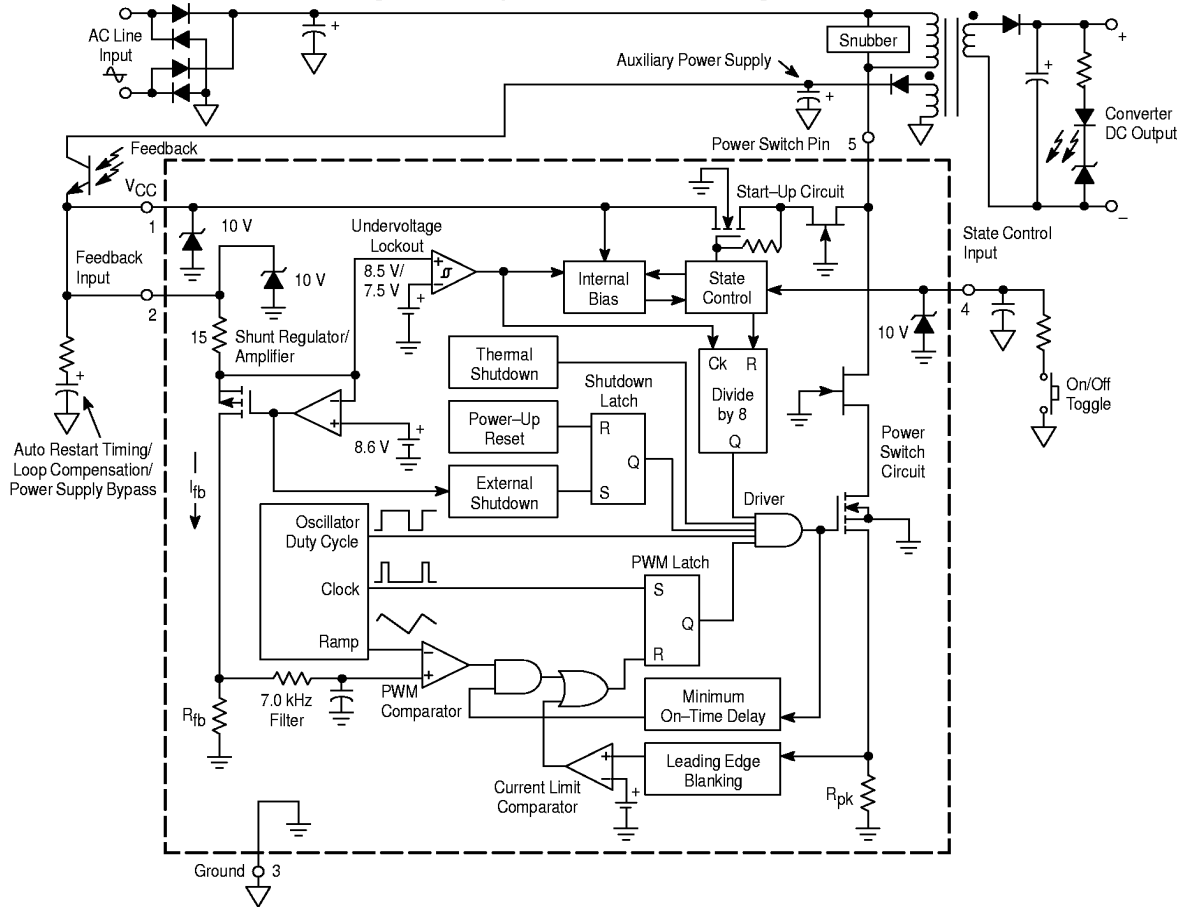 AC Line
Input
+
Snubber
Auxiliary Power Supply
+
+
+
Converter
DC Output
–
Feedback
Power Switch Pin
5
VCC
1
10 V
Start–Up Circuit
Undervoltage
Lockout
8.5 V/
7.5 V
+
–
+
State Control
Input
Feedback
Input
2
10 V
Internal
Bias
State
Control
10 V
4
15
Shunt Regulator/
Amplifier
Thermal
Shutdown
Ck
R
Divide
by 8
Q
On/Off
Toggle
+
Auto Restart Timing/
Loop Compensation/
Power Supply Bypass
–
+
8.6 V
+
Power–Up
Reset
Shutdown
Latch
R
Q
S
External
Shutdown
Power
Switch
Circuit
Ifb
Oscillator
Duty Cycle
Clock
Ramp
Driver
PWM Latch
S
Q
R
–
+
PWM
Comparator
7.0 kHz
Filter
Rfb
Minimum
On–Time Delay
Leading Edge
Blanking
+
–
+
Current Limit
Comparator
Rpk
Ground
3